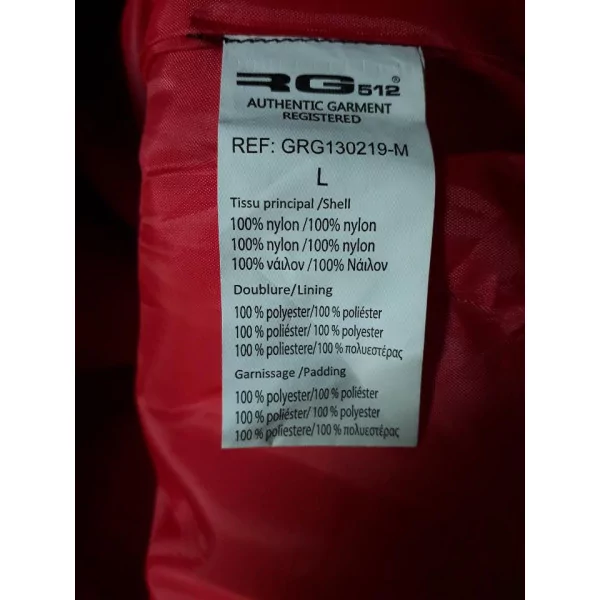 RG512®
AUTHENTIC GARMENT
REGISTERED
REF: GRG130219-M
L
Tissu principal /Shell
100% nylon /100% nylon
100% nylon /100% nylon
100% νάιλον /100% Νάιλον
Doublure/Lining
100 % polyester/100 % poliéster
100 % poliéster/ 100 % polyester
100 % poliestere/100 % πολυεστέρας
Garnissage /Padding
100 % polyester/100 % poliéster
100 % poliéster/ 100 % polyester
100 % poliestere/100 % πολυεστέρας